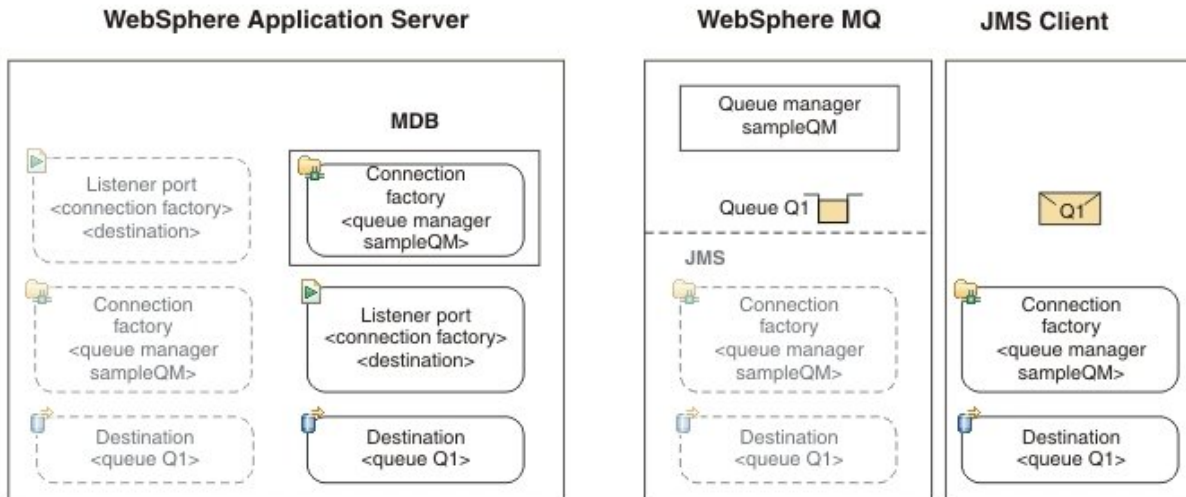 WebSphere Application Server
WebSphere MQ
JMS Client
MDB
Listener port
<connection factory>
<destination>
Connection
factory
<queue manager
sampleQM>
Connection
factory
<queue manager
sampleQM>
Listener port
<connection factory>
<destination>
Destination
<queue Q1>
Destination
<queue Q1>
Queue manager
sampleQM
Queue Q1
JMS
Connection
factory
<queue manager
sampleQM>
Destination
<queue Q1>
Q1
Connection
factory
<queue manager
sampleQM>
Destination
<queue Q1>